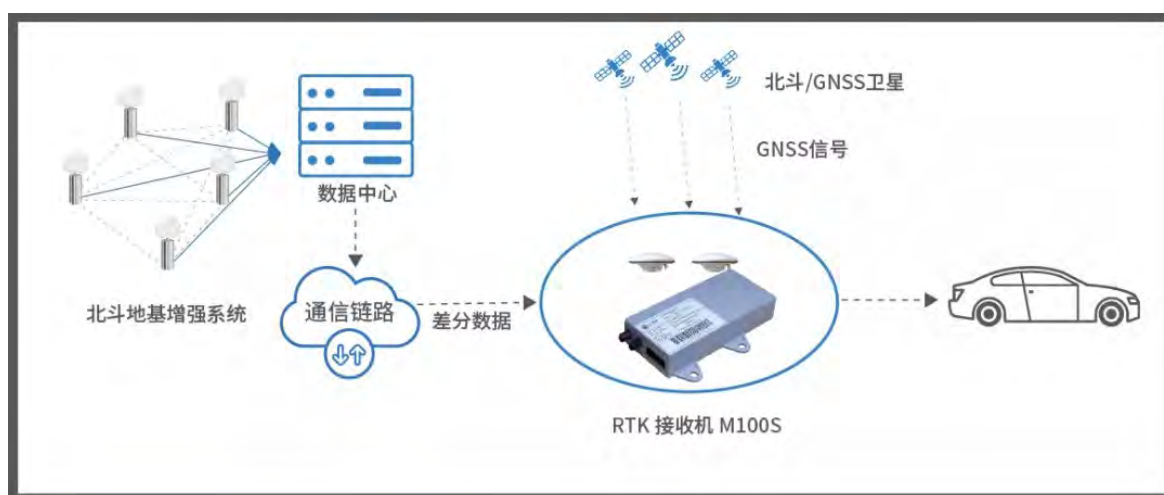 北斗/GNSS卫星
GNSS信号
数据中心
北斗地基增强系统
通信链路
差分数据
RTK 接收机 M100S